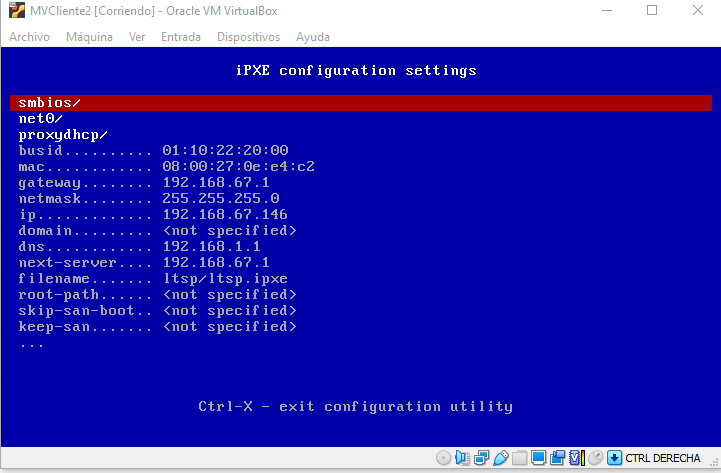 MVCliente2 [Corriendo] - Oracle VM VirtualBox
Archivo Máquina Ver Entrada Dispositivos Ayuda
iPXE configuration settings
smbios/
net0/
proxydhcp/
busid.......... 01:10:22:20:00
mac............ 08:00:27:0e:e4:c2
gateway........ 192.168.67.1
netmask........ 255.255.255.0
ip............. 192.168.67.146
domain......... <not specified>
dns............ 192.168.1.1
next-server.... 192.168.67.1
filename....... ltsp/ltsp.ipxe
root-path...... <not specified>
skip-san-boot.. <not specified>
keep-san....... <not specified>
...
Ctrl-X - exit configuration utility
CTRL DERECHA